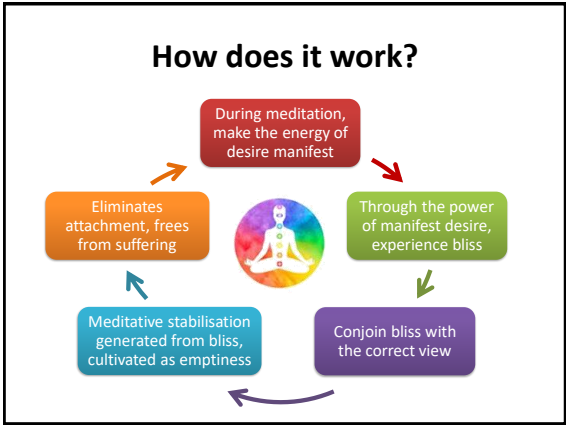 How does it work?
During meditation,
make the energy of
desire manifest
Through the power
of manifest desire,
experience bliss
Conjoin bliss with
the correct view
Meditative stabilisation
generated from bliss,
cultivated as emptiness
Eliminates
attachment, frees
from suffering